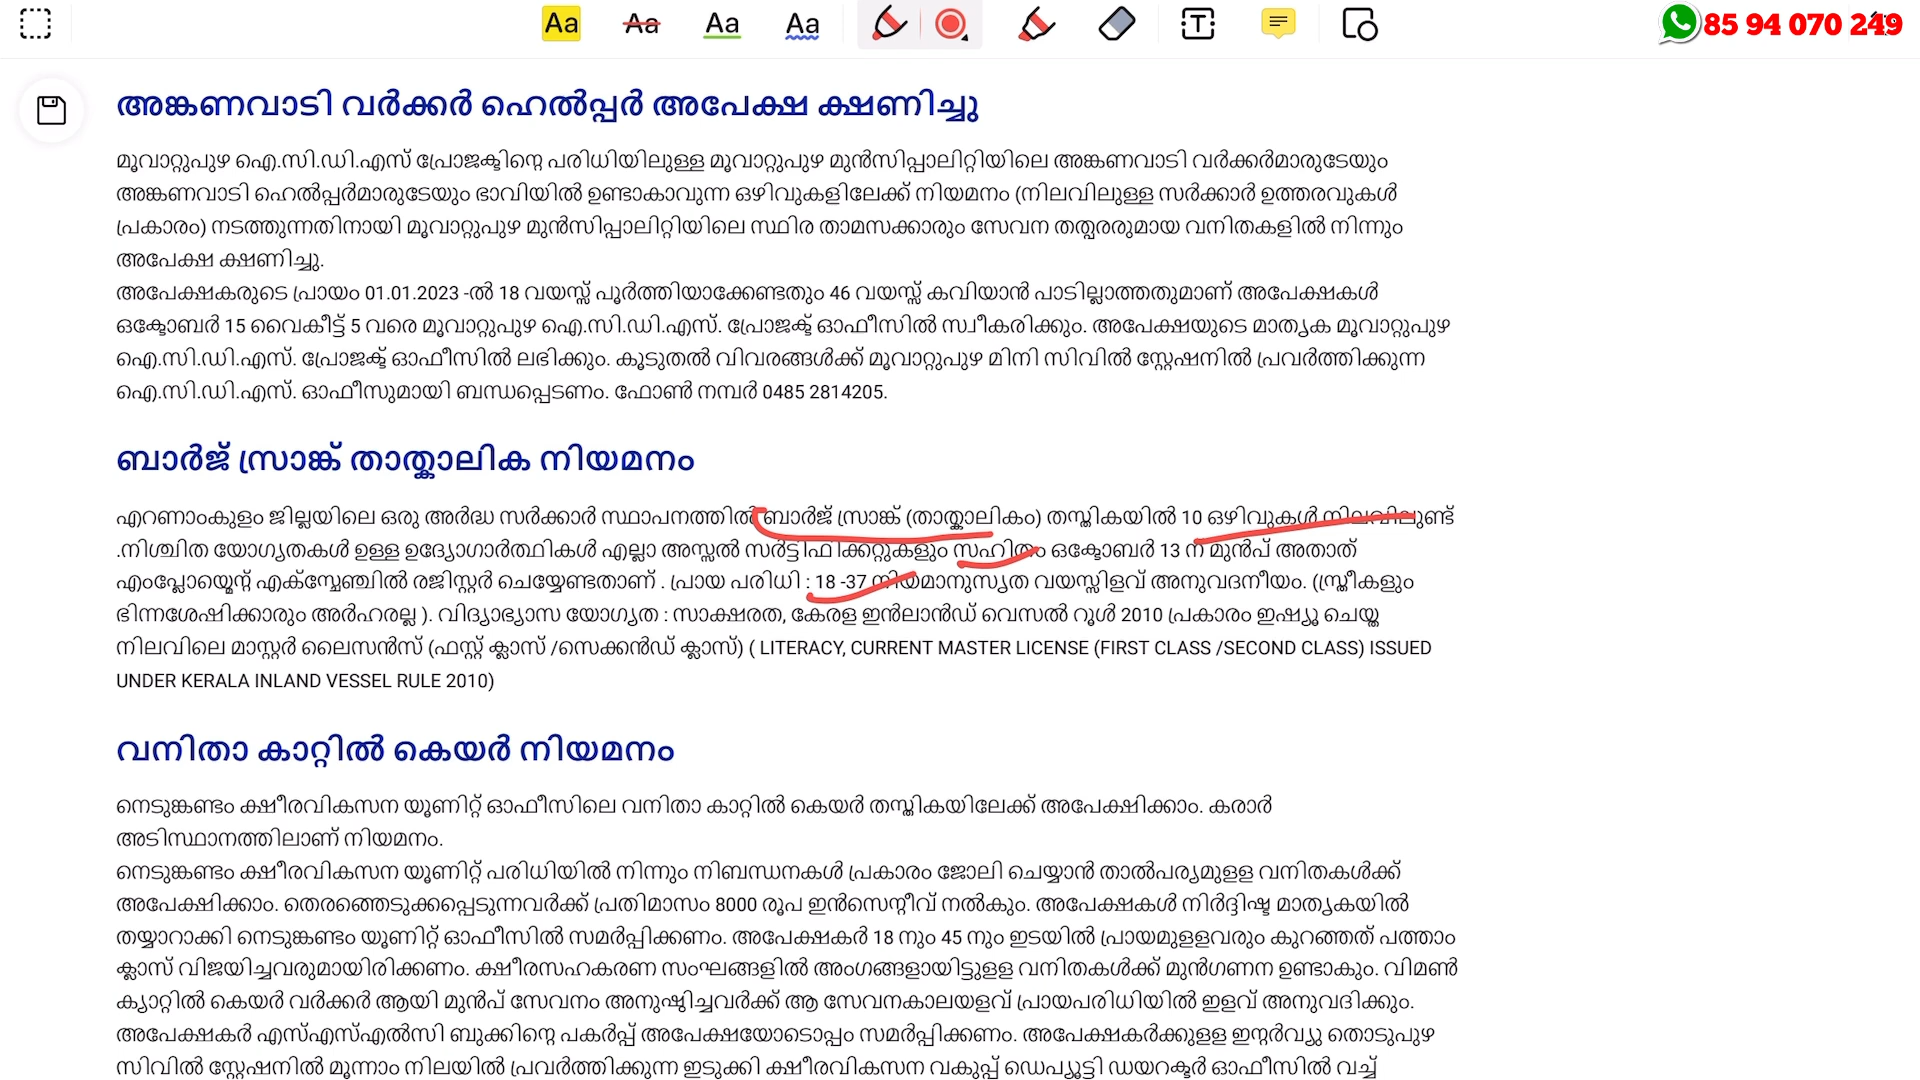 Aa Aa Aa Aa T
85 94 070 249
അങ്കണവാടി വർക്കർ ഹെൽപ്പർ അപേക്ഷ ക്ഷണിച്ചു
മൂവാറ്റുപുഴ ഐ.സി.ഡി.എസ് പ്രോജക്ടിന്റെ പരിധിയിലുള്ള മൂവാറ്റുപുഴ മുൻസിപ്പാലിറ്റിയിലെ അങ്കണവാടി വർക്കർമാരുടേയും
അങ്കണവാടി ഹെൽപ്പർമാരുടേയും ഭാവിയിൽ ഉണ്ടാകാവുന്ന ഒഴിവുകളിലേക്ക് നിയമനം (നിലവിലുള്ള സർക്കാർ ഉത്തരവുകൾ
പ്രകാരം) നടത്തുന്നതിനായി മൂവാറ്റുപുഴ മുൻസിപ്പാലിറ്റിയിലെ സ്ഥിര താമസക്കാരും സേവന തത്പരരുമായ വനിതകളിൽ നിന്നും
അപേക്ഷ ക്ഷണിച്ചു.
അപേക്ഷകരുടെ പ്രായം 01.01.2023 -ൽ 18 വയസ്സ് പൂർത്തിയാക്കേണ്ടതും 46 വയസ്സ് കവിയാൻ പാടില്ലാത്തതുമാണ് അപേക്ഷകൾ
ഒക്ടോബർ 15 വൈകീട്ട് 5 വരെ മൂവാറ്റുപുഴ ഐ.സി.ഡി.എസ്. പ്രോജക്ട് ഓഫീസിൽ സ്വീകരിക്കും. അപേക്ഷയുടെ മാതൃക മൂവാറ്റുപുഴ
ഐ.സി.ഡി.എസ്. പ്രോജക്ട് ഓഫീസിൽ ലഭിക്കും. കൂടുതൽ വിവരങ്ങൾക്ക് മൂവാറ്റുപുഴ മിനി സിവിൽ സ്റ്റേഷനിൽ പ്രവർത്തിക്കുന്ന
ഐ.സി.ഡി.എസ്. ഓഫീസുമായി ബന്ധപ്പെടണം. ഫോൺ നമ്പർ 0485 2814205.
ബാർജ് സ്രാങ്ക് താത്കാലിക നിയമനം
എറണാംകുളം ജില്ലയിലെ ഒരു അർദ്ധ സർക്കാർ സ്ഥാപനത്തിൽ ബാർജ് സ്രാങ്ക് (താത്കാലികം) തസ്തികയിൽ 10 ഒഴിവുകൾ നിലവിലുണ്ട്
.നിശ്ചിത യോഗ്യതകൾ ഉള്ള ഉദ്യോഗാർത്ഥികൾ എല്ലാ അസ്സൽ സർട്ടിഫിക്കറ്റുകളും സഹിതം ഒക്ടോബർ 13 ന് മുൻപ് അതാത്
എംപ്ലോയ്മെന്റ് എക്സ്ചേഞ്ചിൽ രജിസ്റ്റർ ചെയ്യേണ്ടതാണ് . പ്രായ പരിധി : 18 -37 നിയമാനുസൃത വയസ്സിളവ് അനുവദനീയം. (സ്ത്രീകളും
ഭിന്നശേഷിക്കാരും അർഹരല്ല ). വിദ്യാഭ്യാസ യോഗ്യത : സാക്ഷരത, കേരള ഇൻലാൻഡ് വെസൽ റൂൾ 2010 പ്രകാരം ഇഷ്യൂ ചെയ്ത
നിലവിലെ മാസ്റ്റർ ലൈസൻസ് (ഫസ്റ്റ് ക്ലാസ് /സെക്കൻഡ് ക്ലാസ്) ( LITERACY, CURRENT MASTER LICENSE (FIRST CLASS /SECOND CLASS) ISSUED
UNDER KERALA INLAND VESSEL RULE 2010)
വനിതാ കാറ്റിൽ കെയർ നിയമനം
നെടുങ്കണ്ടം ക്ഷീരവികസന യൂണിറ്റ് ഓഫീസിലെ വനിതാ കാറ്റിൽ കെയർ തസ്തികയിലേക്ക് അപേക്ഷിക്കാം. കരാർ
അടിസ്ഥാനത്തിലാണ് നിയമനം.
നെടുങ്കണ്ടം ക്ഷീരവികസന യൂണിറ്റ് പരിധിയിൽ നിന്നും നിബന്ധനകൾ പ്രകാരം ജോലി ചെയ്യാൻ താൽപര്യമുളള വനിതകൾക്ക്
അപേക്ഷിക്കാം. തെരഞ്ഞെടുക്കപ്പെടുന്നവർക്ക് പ്രതിമാസം 8000 രൂപ ഇൻസെന്റീവ് നൽകും. അപേക്ഷകൾ നിർദ്ദിഷ്ട മാതൃകയിൽ
തയ്യാറാക്കി നെടുങ്കണ്ടം യൂണിറ്റ് ഓഫീസിൽ സമർപ്പിക്കണം. അപേക്ഷകർ 18 നും 45 നും ഇടയിൽ പ്രായമുളളവരും കുറഞ്ഞത് പത്താം
ക്ലാസ് വിജയിച്ചവരുമായിരിക്കണം. ക്ഷീരസഹകരണ സംഘങ്ങളിൽ അംഗങ്ങളായിട്ടുളള വനിതകൾക്ക് മുൻഗണന ഉണ്ടാകും. വിമൺ
ക്യാറ്റിൽ കെയർ വർക്കർ ആയി മുൻപ് സേവനം അനുഷ്ടിച്ചവർക്ക് ആ സേവനകാലയളവ് പ്രായപരിധിയിൽ ഇളവ് അനുവദിക്കും.
അപേക്ഷകർ എസ്എസ്എൽസി ബുക്കിന്റെ പകർപ്പ് അപേക്ഷയോടൊപ്പം സമർപ്പിക്കണം. അപേക്ഷകർക്കുളള ഇന്റർവ്യു തൊടുപുഴ
സിവിൽ സ്റ്റേഷനിൽ മൂന്നാം നിലയിൽ പ്രവർത്തിക്കുന്ന ഇടുക്കി ക്ഷീരവികസന വകുപ്പ് ഡെപ്യൂട്ടി ഡയറക്ടർ ഓഫീസിൽ വച്ച്